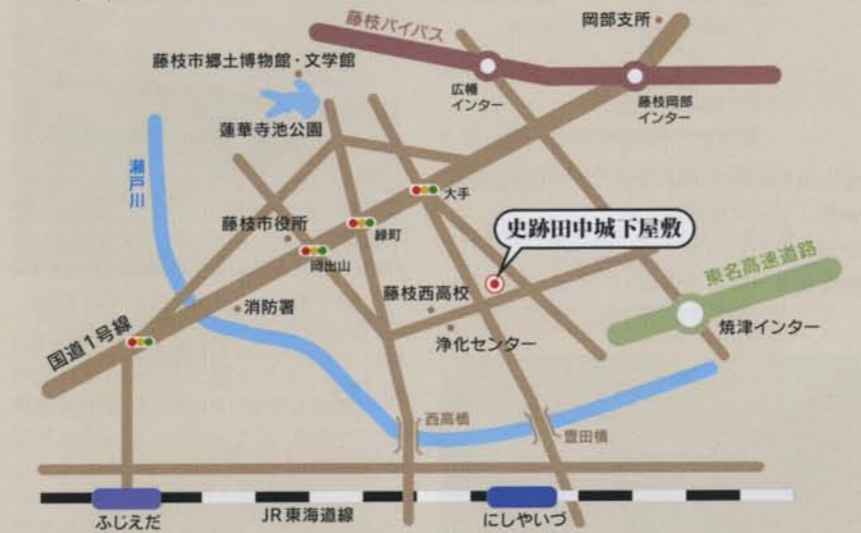 藤枝バイパス
岡部支所
藤枝市郷土博物館・文学館
広幡
インター
藤枝岡部
インター
蓮華寺池公園
瀬戸川
大手
藤枝市役所
緑町
史跡田中城下屋敷
岡出山
東名高速道路
藤枝西高校
消防署
焼津インター
浄化センター
国道1号線
西高橋
豊田橋
JR東海道線
ふじえだ
にしやいづ